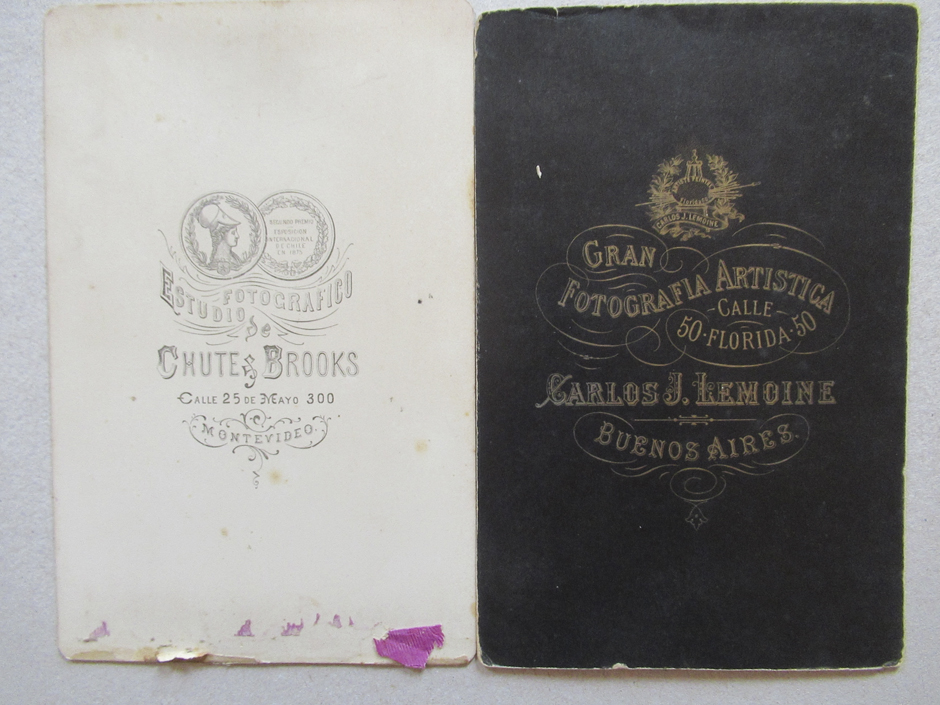 SEGUNDO PREMIO
EXPOSICION
INTERNACIONAL
DE CHILE
EN 1875
ESTUDIO FOTOGRAFICO
de
CHUTE & BROOKS
CALLE 25 DE MAYO 300
MONTEVIDEO.
FLORIDA
CARLOS J. LEMOINE
GRAN
FOTOGRAFIA ARTISTICA
CALLE
50·FLORIDA·50
CARLOS J. LEMOINE
BUENOS AIRES.